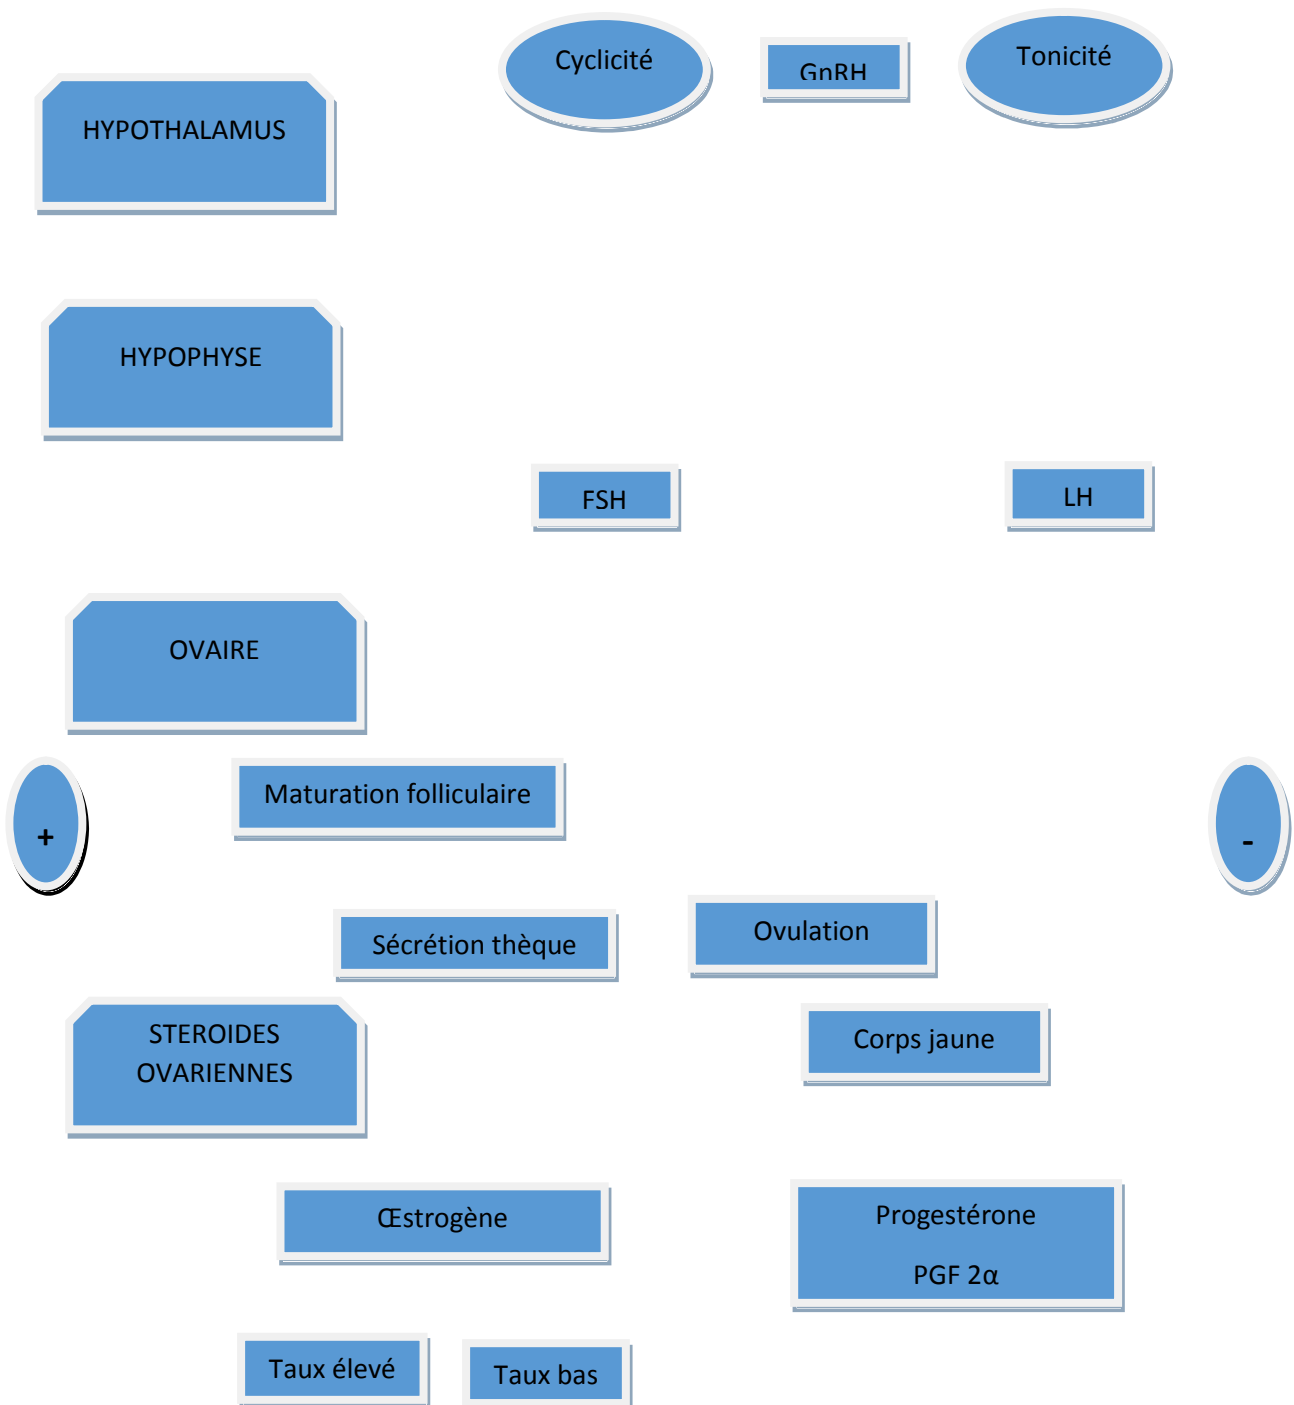 Cyclicité
GnRH
Tonicité
HYPOTHALAMUS
HYPOPHYSE
FSH
LH
OVAIRE
+
Maturation folliculaire
-
Sécrétion thèque
Ovulation
STEROIDES
OVARIENNES
Corps jaune
Œstrogène
Progestérone
PGF 2α
Taux élevé
Taux bas